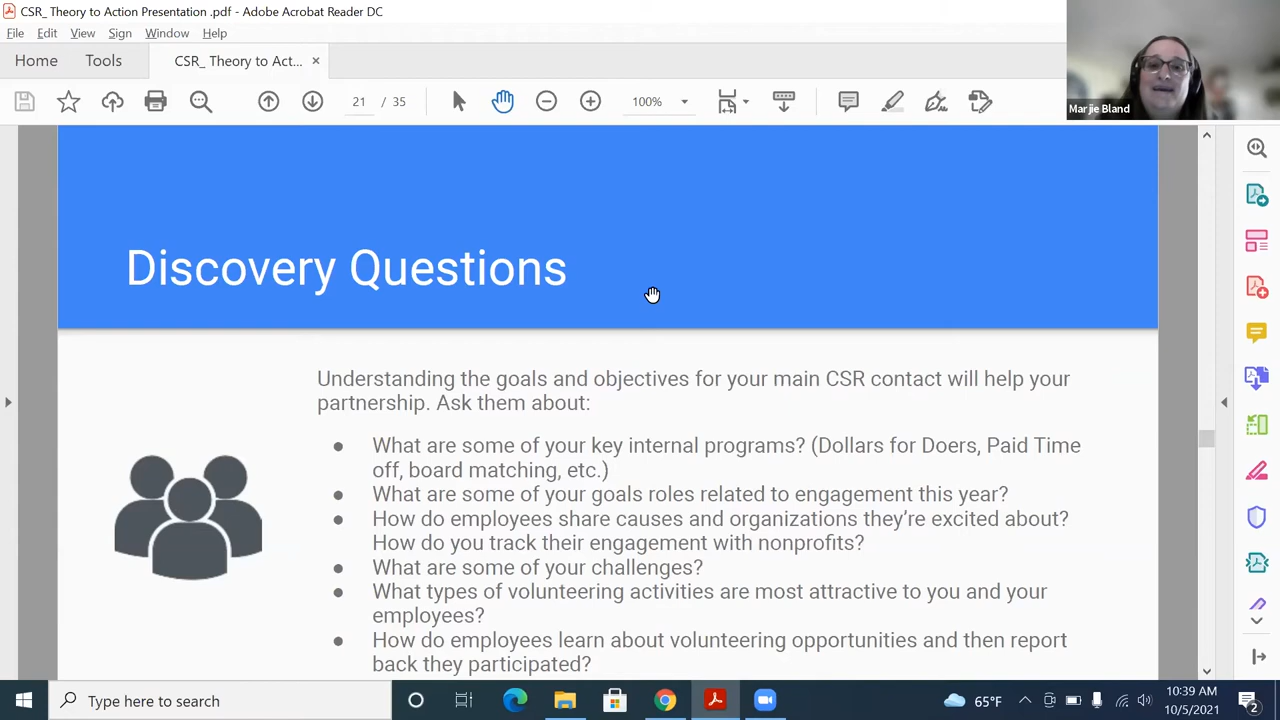 CSR_ Theory to Action Presentation .pdf - Adobe Acrobat Reader DC
File Edit View Sign Window Help
Home Tools CSR_ Theory to Act... ×
21 / 35 100%
Marjie Bland
Discovery Questions
Understanding the goals and objectives for your main CSR contact will help your
partnership. Ask them about:
● What are some of your key internal programs? (Dollars for Doers, Paid Time
off, board matching, etc.)
● What are some of your goals roles related to engagement this year?
● How do employees share causes and organizations they’re excited about?
How do you track their engagement with nonprofits?
● What are some of your challenges?
● What types of volunteering activities are most attractive to you and your
employees?
● How do employees learn about volunteering opportunities and then report
back they participated?
Type here to search
65°F
10:39 AM
10/5/2021
2